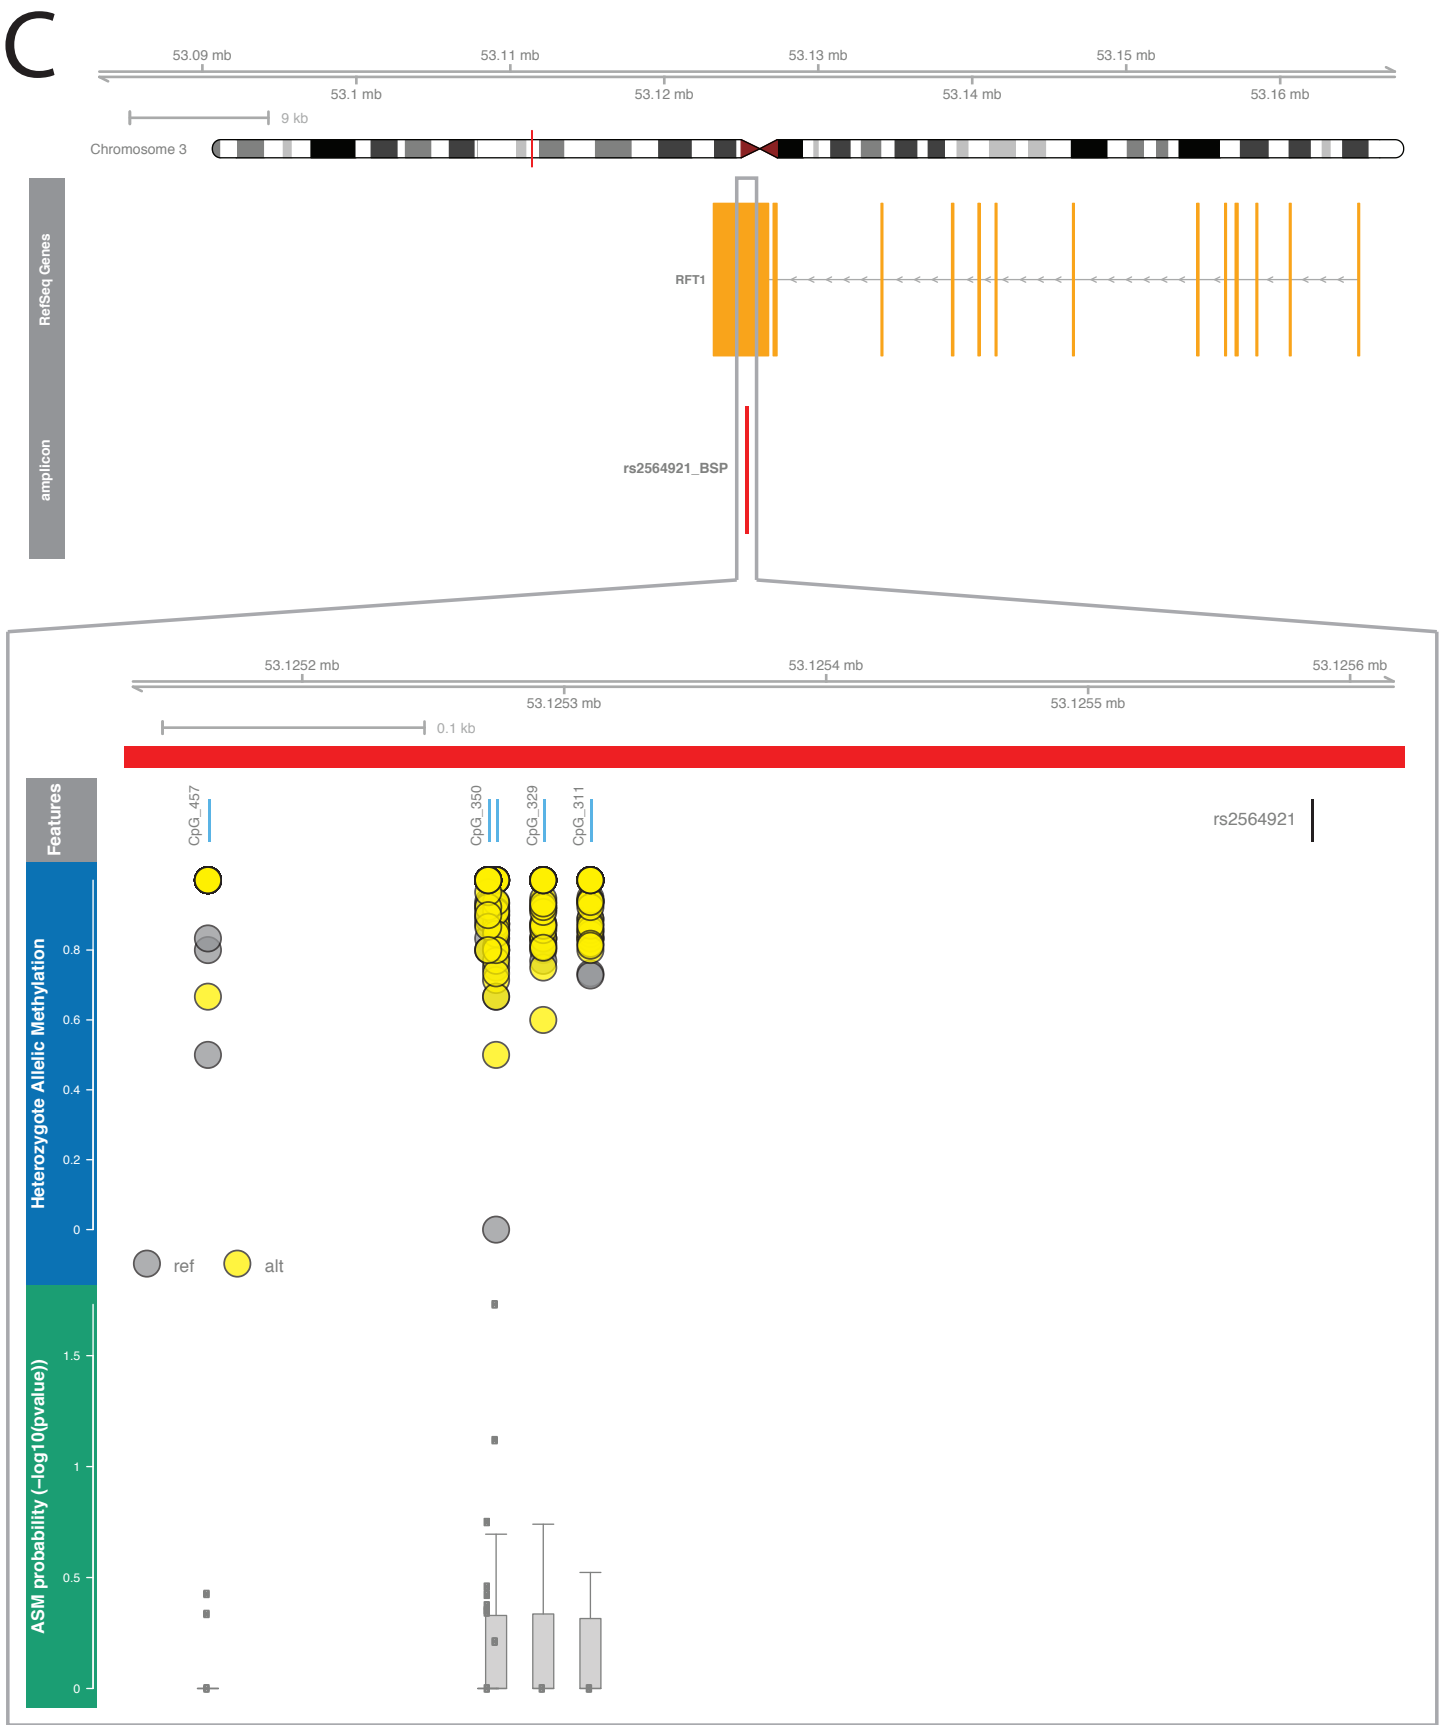 C
53.09 mb
53.11 mb
53.13 mb
53.15 mb
53.1 mb
53.12 mb
53.14 mb
53.16 mb
9 kb
Chromosome 3
RefSeq Genes
RFT1
amplicon
rs2564921_BSP
53.1252 mb
53.1254 mb
53.1256 mb
53.1253 mb
53.1255 mb
0.1 kb
Features
CpG_457
CpG_350
CpG_329
CpG_311
rs2564921
Heterozygote Allelic Methylation
0.8
0.6
0.4
0.2
0
ref
alt
ASM probability (−log10(pvalue))
1.5
1
0.5
0